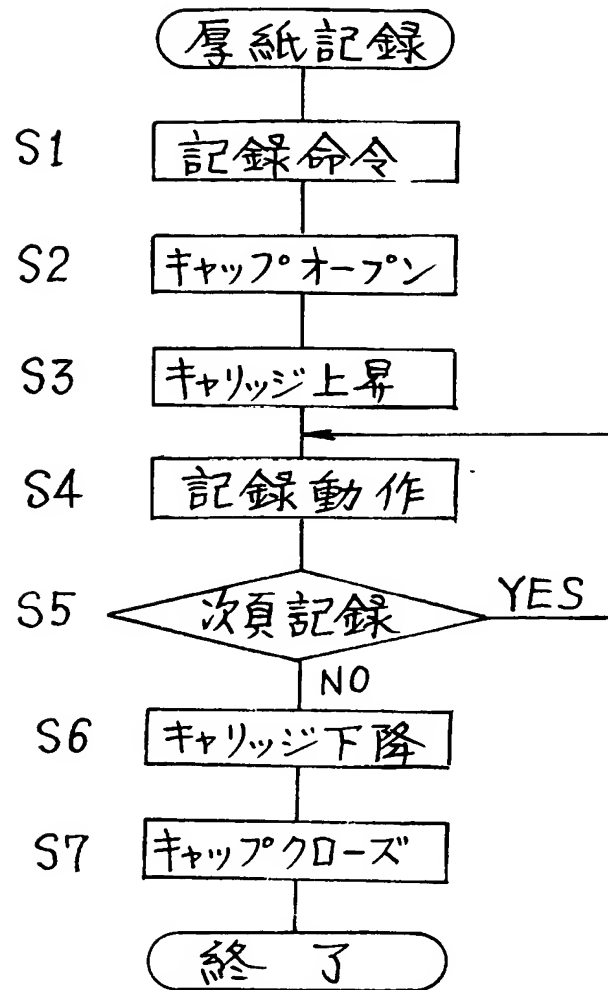 厚紙記録
S1 記録命令
S2 キャップオープン
S3 キャリッジ上昇
S4 記録動作
S5 次頁記録 YES
NO
S6 キャリッジ下降
S7 キャップクローズ
終了